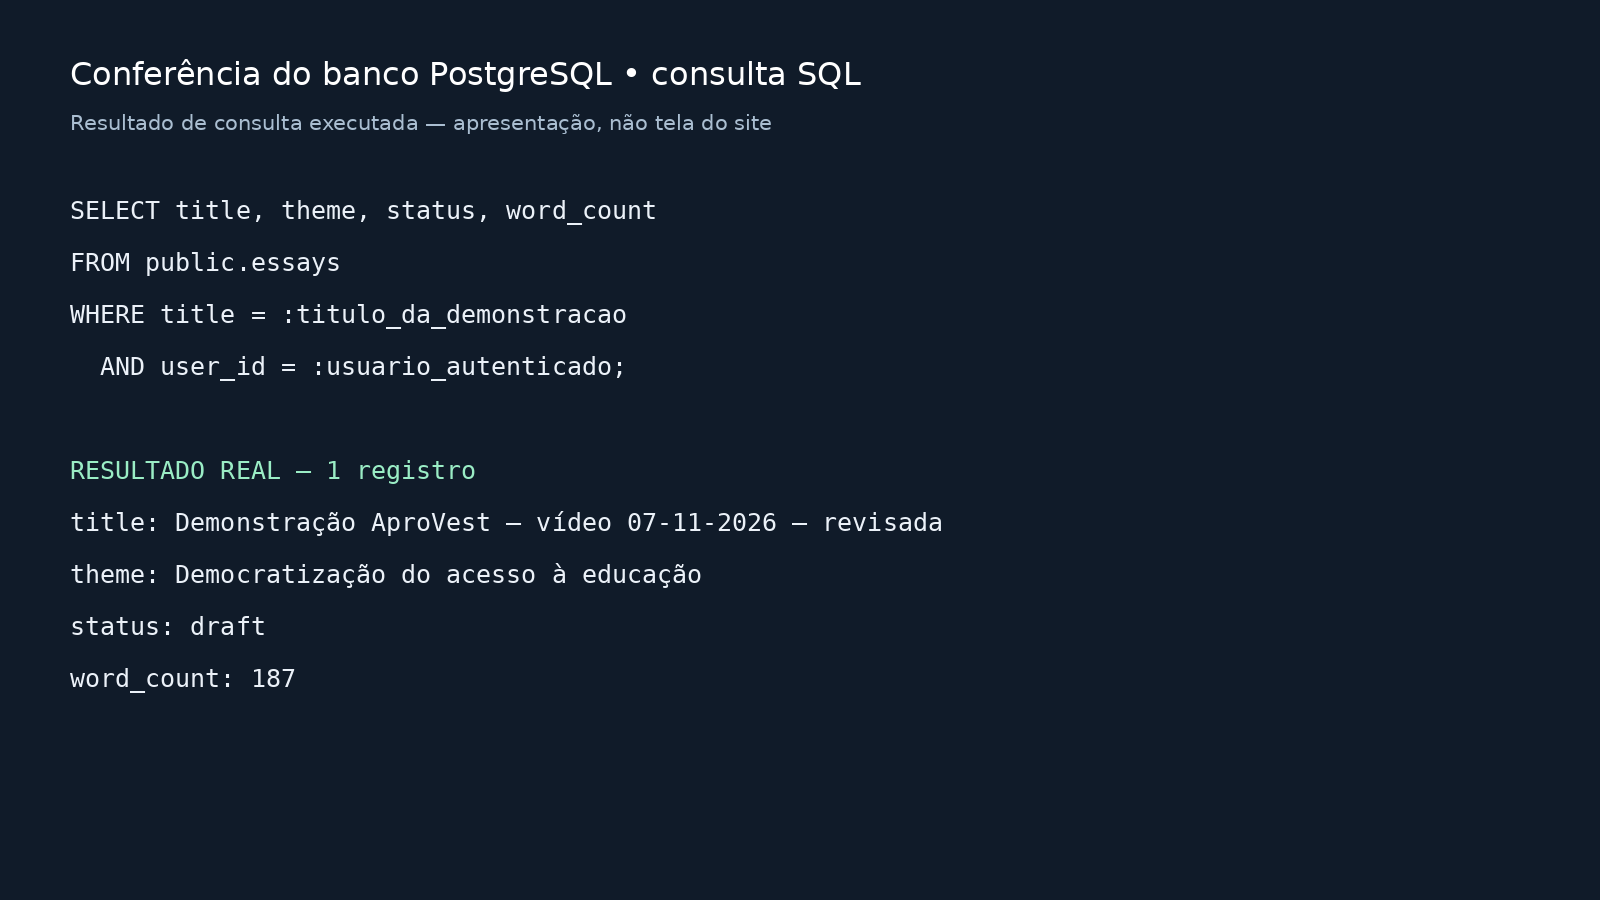 Conferência do banco PostgreSQL • consulta SQL
Resultado de consulta executada — apresentação, não tela do site
SELECT title, theme, status, word_count
FROM public.essays
WHERE title = :titulo_da_demonstracao
AND user_id = :usuario_autenticado;
RESULTADO REAL — 1 registro
title: Demonstração AproVest — vídeo 07-11-2026 — revisada
theme: Democratização do acesso à educação
status: draft
word_count: 187